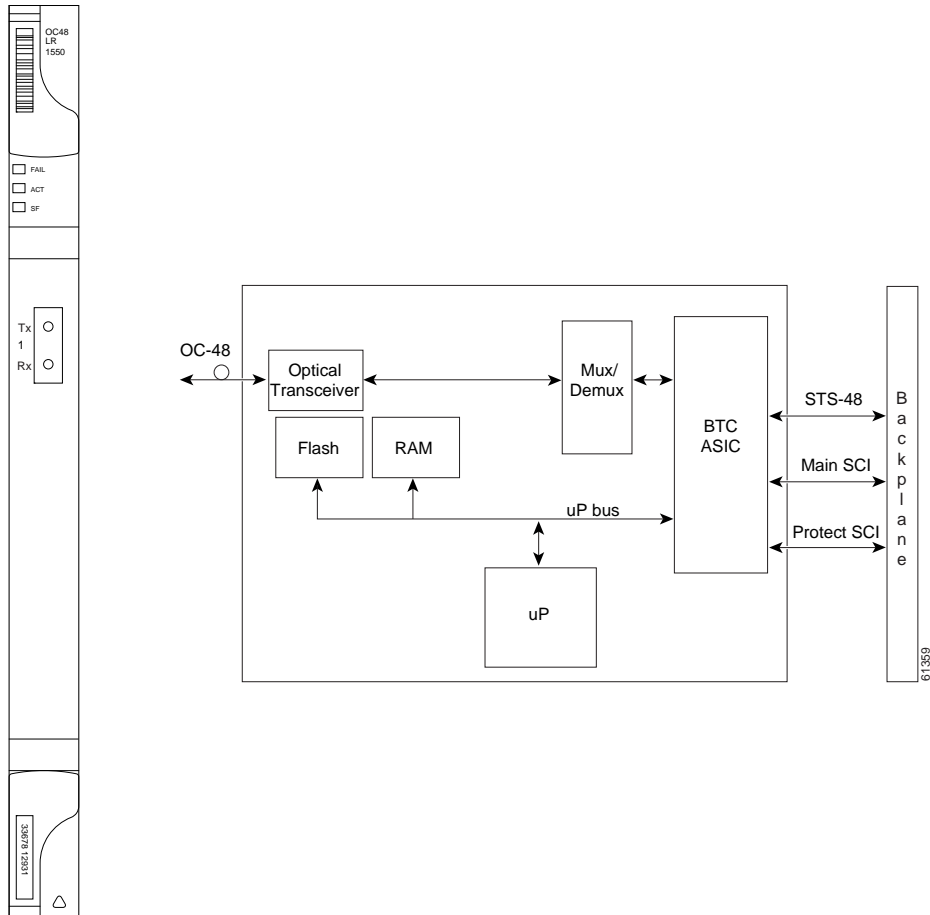 OC48
LR
1550
FAIL
ACT
SF
Tx
1
Rx
33678 12931
OC-48
Optical
Transceiver
Mux/
Demux
BTC
ASIC
Flash
RAM
uP bus
uP
STS-48
Main SCI
Protect SCI
Backplane
61359